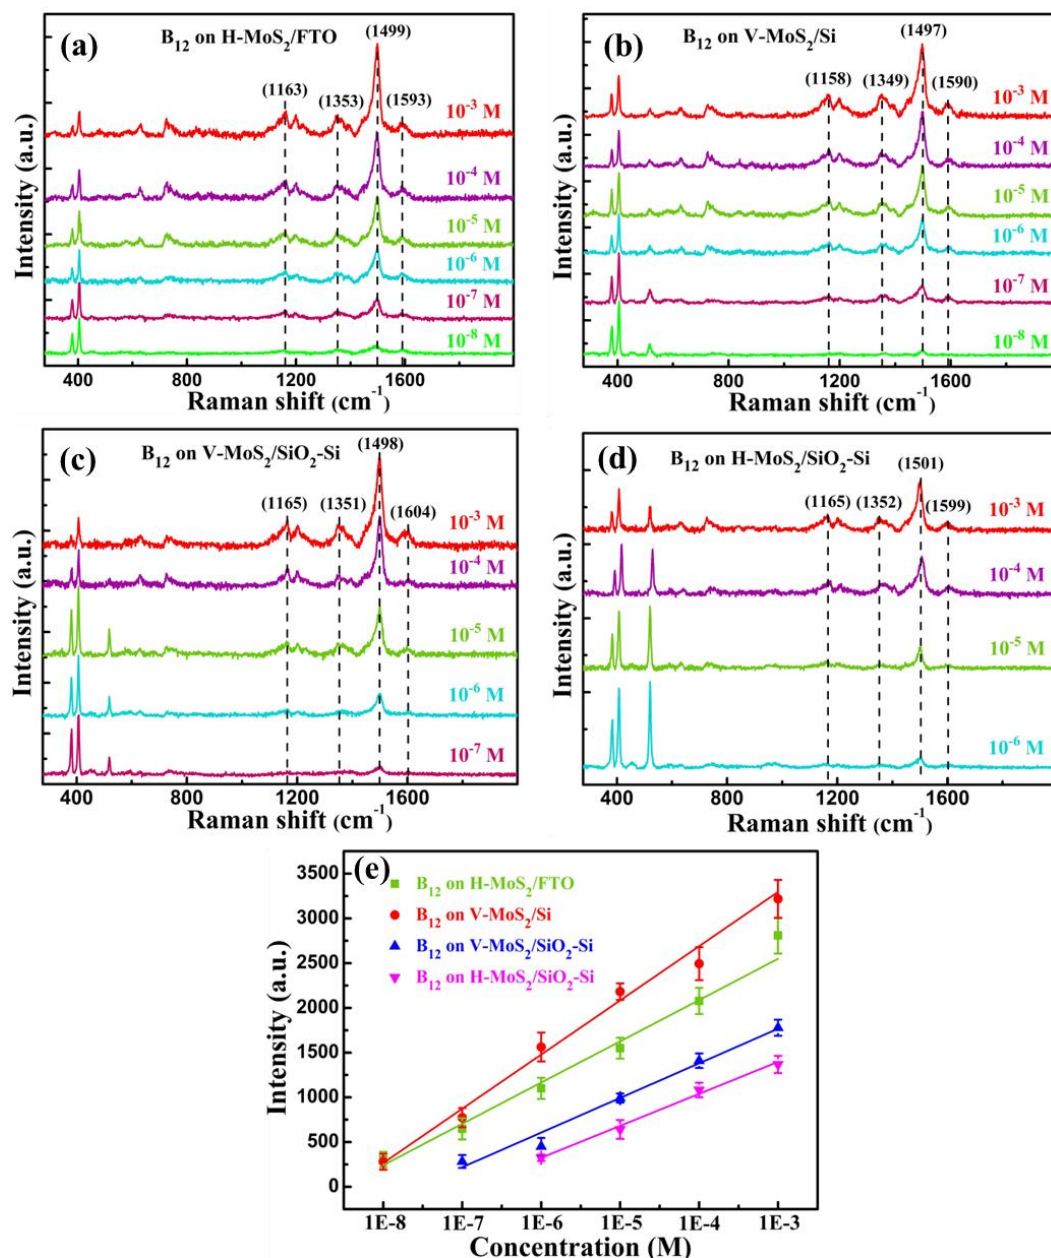 (a)
B₁₂ on H-MoS₂/FTO
(1499)
(1163)
(1353)
(1593)
10⁻³ M
10⁻⁴ M
10⁻⁵ M
10⁻⁶ M
10⁻⁷ M
10⁻⁸ M
Intensity (a.u.)
400 1200 1600
Raman shift (cm⁻¹)
(b)
B₁₂ on V-MoS₂/Si
(1497)
(1158)
(1349)
(1590)
10⁻³ M
10⁻⁴ M
10⁻⁵ M
10⁻⁶ M
10⁻⁷ M
10⁻⁸ M
Intensity (a.u.)
400 1200 1600
Raman shift (cm⁻¹)
(c)
B₁₂ on V-MoS₂/SiO₂-Si
(1498)
(1165)
(1351)
(1604)
10⁻³ M
10⁻⁴ M
10⁻⁵ M
10⁻⁶ M
10⁻⁷ M
Intensity (a.u.)
400 1200 1600
Raman shift (cm⁻¹)
(d)
B₁₂ on H-MoS₂/SiO₂-Si
(1501)
(1165)
(1352)
(1599)
10⁻³ M
10⁻⁴ M
10⁻⁵ M
10⁻⁶ M
Intensity (a.u.)
400 1200 1600
Raman shift (cm⁻¹)
(e)
B₁₂ on H-MoS₂/FTO
B₁₂ on V-MoS₂/Si
B₁₂ on V-MoS₂/SiO₂-Si
B₁₂ on H-MoS₂/SiO₂-Si
3500
3000
2500
2000
1500
1000
500
0
Intensity (a.u.)
1E-8 1E-7 1E-6 1E-5 1E-4 1E-3
Concentration (M)